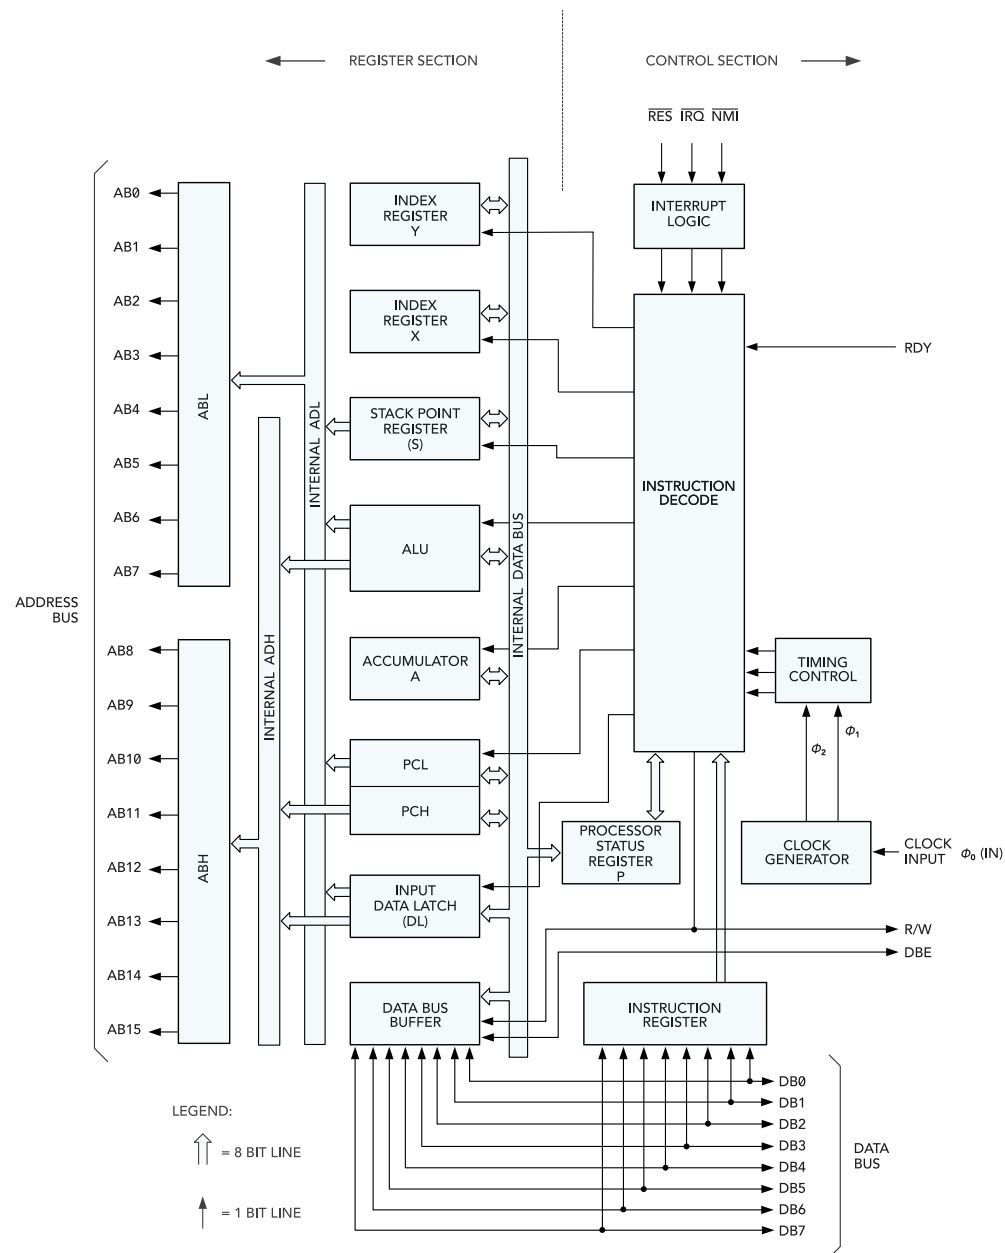 REGISTER SECTION
CONTROL SECTION
RES IRQ NMI
INTERRUPT
LOGIC
RDY
INSTRUCTION
DECODE
TIMING
CONTROL
Φ₂
Φ₁
CLOCK
GENERATOR
CLOCK
INPUT Φ₀ (IN)
R/W
DBE
ADDRESS
BUS
AB0
AB1
AB2
AB3
AB4
AB5
AB6
AB7
AB8
AB9
AB10
AB11
AB12
AB13
AB14
AB15
ABL
ABH
INTERNAL ADH
INTERNAL ADL
INDEX
REGISTER
Y
INDEX
REGISTER
X
STACK POINT
REGISTER
(S)
ALU
ACCUMULATOR
A
PCL
PCH
INPUT
DATA LATCH
(DL)
DATA BUS
BUFFER
INTERNAL DATA BUS
PROCESSOR
STATUS
REGISTER
P
INSTRUCTION
REGISTER
DB0
DB1
DB2
DB3
DB4
DB5
DB6
DB7
DATA
BUS
LEGEND:
= 8 BIT LINE
= 1 BIT LINE